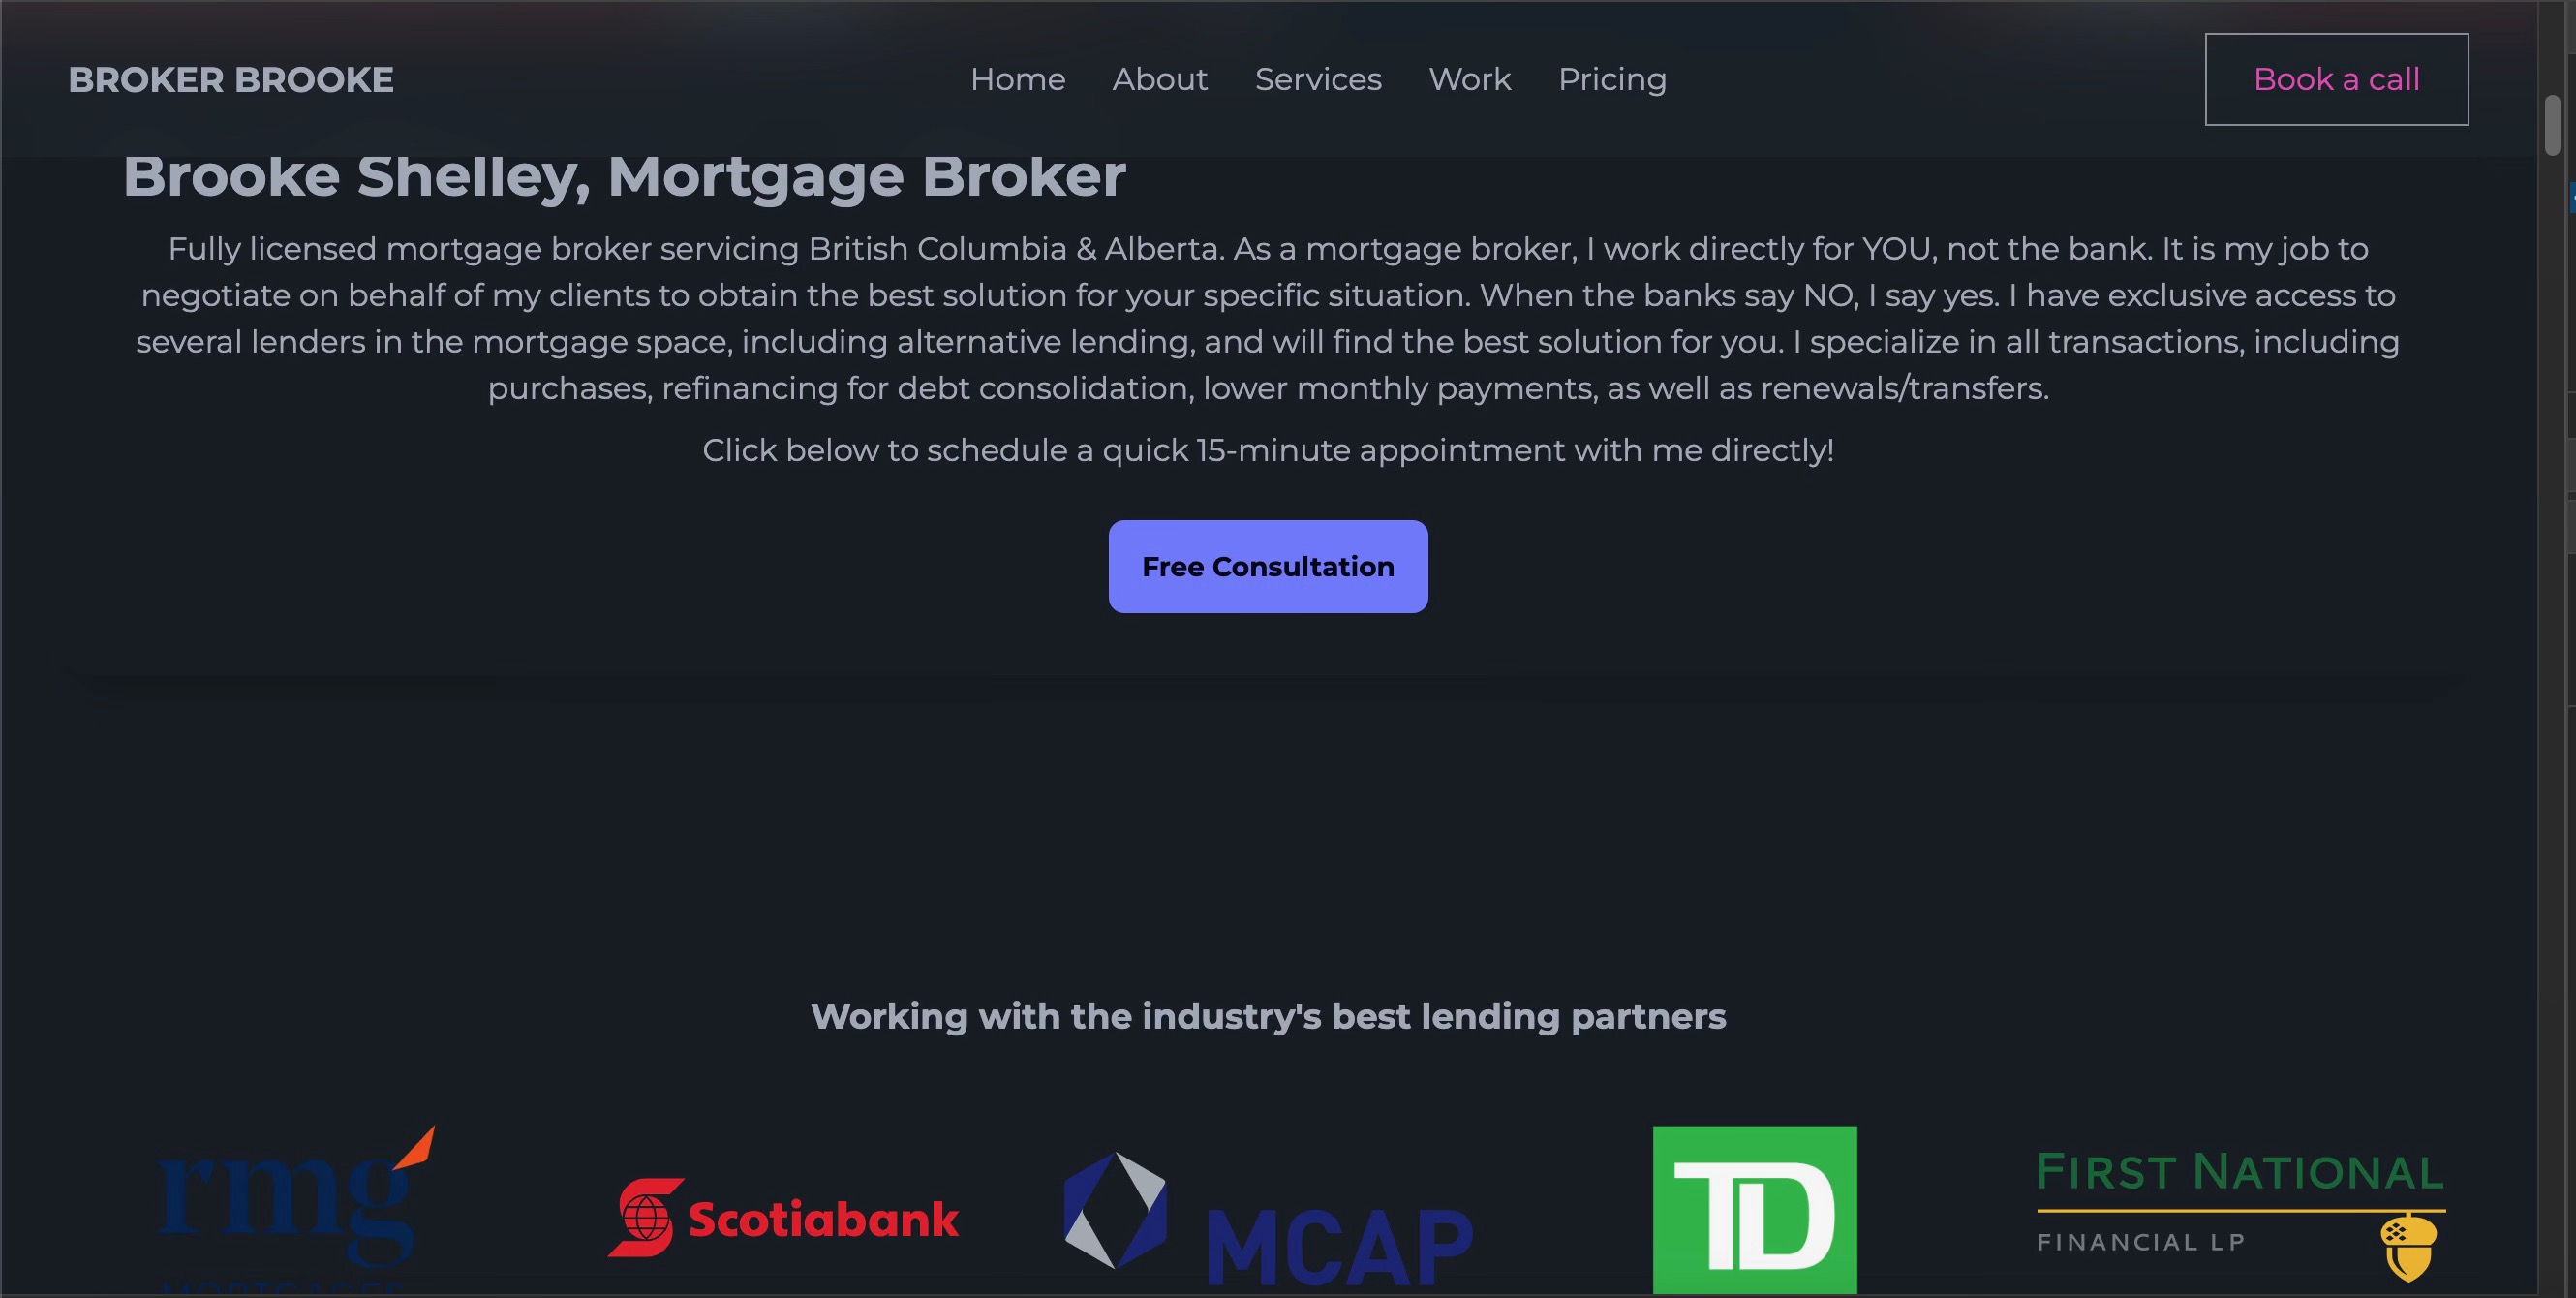 BROKER BROOKE
Home About Services Work Pricing
Book a call
Brooke Shelley, Mortgage Broker
Fully licensed mortgage broker servicing British Columbia & Alberta. As a mortgage broker, I work directly for YOU, not the bank. It is my job to
negotiate on behalf of my clients to obtain the best solution for your specific situation. When the banks say NO, I say yes. I have exclusive access to
several lenders in the mortgage space, including alternative lending, and will find the best solution for you. I specialize in all transactions, including
purchases, refinancing for debt consolidation, lower monthly payments, as well as renewals/transfers.
Click below to schedule a quick 15-minute appointment with me directly!
Free Consultation
Working with the industry's best lending partners
rmg
Scotiabank
MCAP
TD
FIRST NATIONAL
FINANCIAL LP